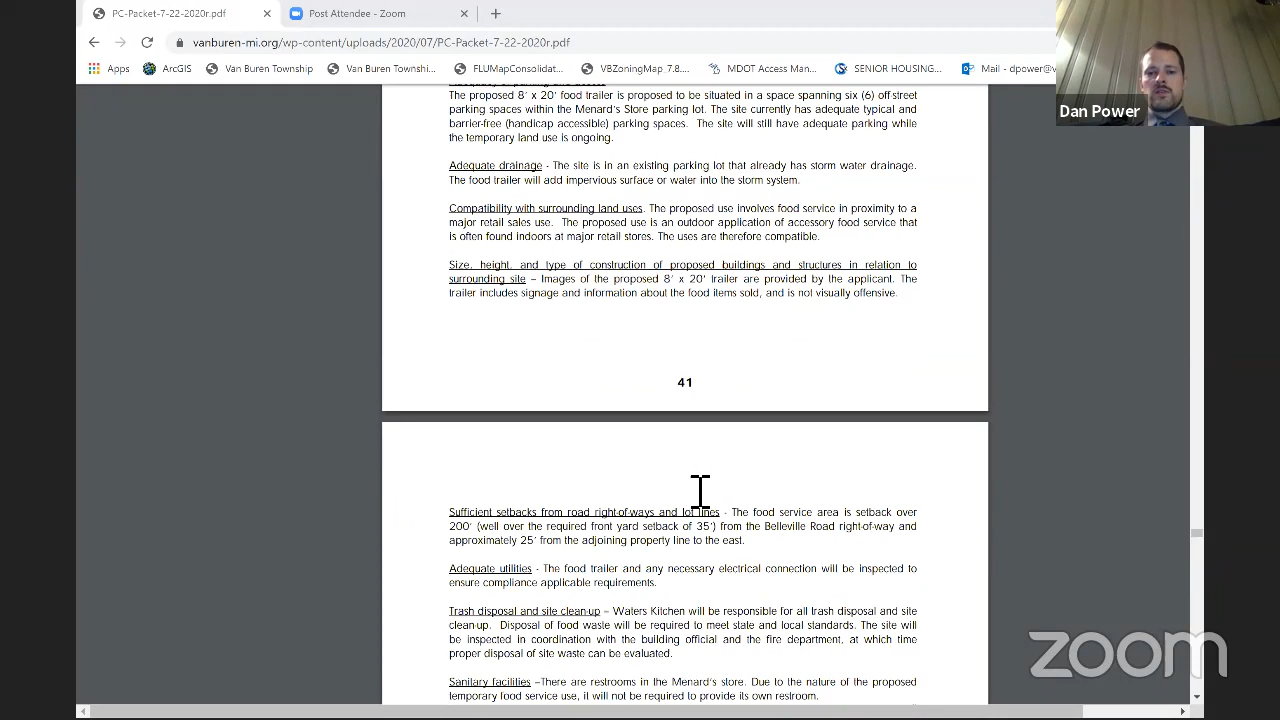 PC-Packet-7-22-2020r.pdf
Post Attendee - Zoom
vanburen-mi.org/wp-content/uploads/2020/07/PC-Packet-7-22-2020r.pdf
Apps ArcGIS Van Buren Township Van Buren Townshi... FLUMapConsolidat... VBZoningMap_7.8.... MDOT Access Man... SENIOR HOUSING... Mail - dpower@v
Dan Power
The proposed 8' x 20' food trailer is proposed to be situated in a space spanning six (6) off-street
parking spaces within the Menard's Store parking lot. The site currently has adequate typical and
barrier-free (handicap accessible) parking spaces. The site will still have adequate parking while
the temporary land use is ongoing.
Adequate drainage - The site is in an existing parking lot that already has storm water drainage.
The food trailer will add impervious surface or water into the storm system.
Compatibility with surrounding land uses. The proposed use involves food service in proximity to a
major retail sales use. The proposed use is an outdoor application of accessory food service that
is often found indoors at major retail stores. The uses are therefore compatible.
Size, height, and type of construction of proposed buildings and structures in relation to
surrounding site – Images of the proposed 8' x 20' trailer are provided by the applicant. The
trailer includes signage and information about the food items sold, and is not visually offensive.
41
Sufficient setbacks from road right-of-ways and lot lines - The food service area is setback over
200' (well over the required front yard setback of 35') from the Belleville Road right-of-way and
approximately 25' from the adjoining property line to the east.
Adequate utilities - The food trailer and any necessary electrical connection will be inspected to
ensure compliance applicable requirements.
Trash disposal and site clean-up – Waters Kitchen will be responsible for all trash disposal and site
clean-up. Disposal of food waste will be required to meet state and local standards. The site will
be inspected in coordination with the building official and the fire department, at which time
proper disposal of site waste can be evaluated.
Sanitary facilities –There are restrooms in the Menard's store. Due to the nature of the proposed
temporary food service use, it will not be required to provide its own restroom.
zoom